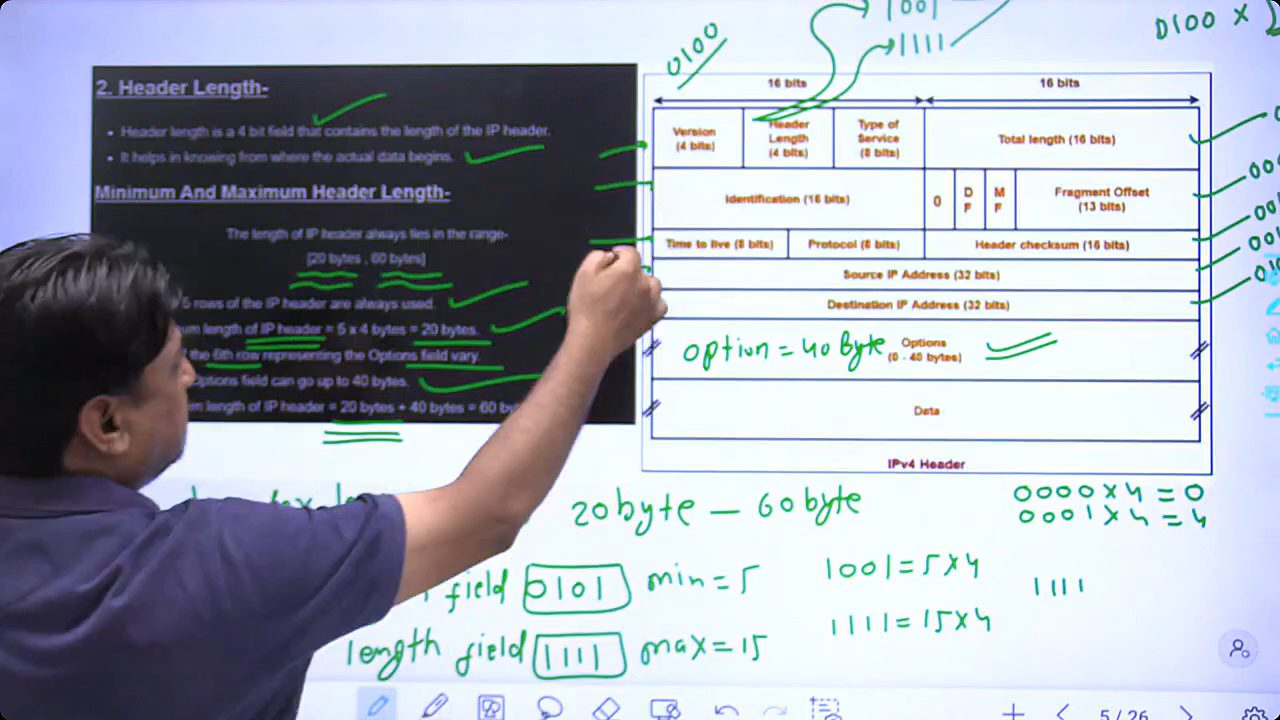 0100
1001
1111
0100 x
2. Header Length-
Header length is a 4 bit field that contains the length of the IP header.
It helps in knowing from where the actual data begins.
Minimum And Maximum Header Length-
The length of IP header always lies in the range-
[20 bytes , 60 bytes]
5 rows of the IP header are always used.
length of IP header = 5 x 4 bytes = 20 bytes.
the 6th row representing the Options field vary.
Options field can go up to 40 bytes.
length of IP header = 20 bytes + 40 bytes = 60
16 bits
16 bits
Version (4 bits)
Header Length (4 bits)
Type of Service (8 bits)
Total length (16 bits)
Identification (16 bits)
0
DF
MF
Fragment Offset (13 bits)
Time to live (8 bits)
Protocol (8 bits)
Header checksum (16 bits)
Source IP Address (32 bits)
Destination IP Address (32 bits)
option = 40 Byte
Options (0 - 40 bytes)
Data
IPv4 Header
20byte – 60byte
0000 x 4 = 0
0001 x 4 = 4
field 0101 min = 5
1001 = 5 x 4
1111
length field 1111 max = 15
1111 = 15 x 4
5/26